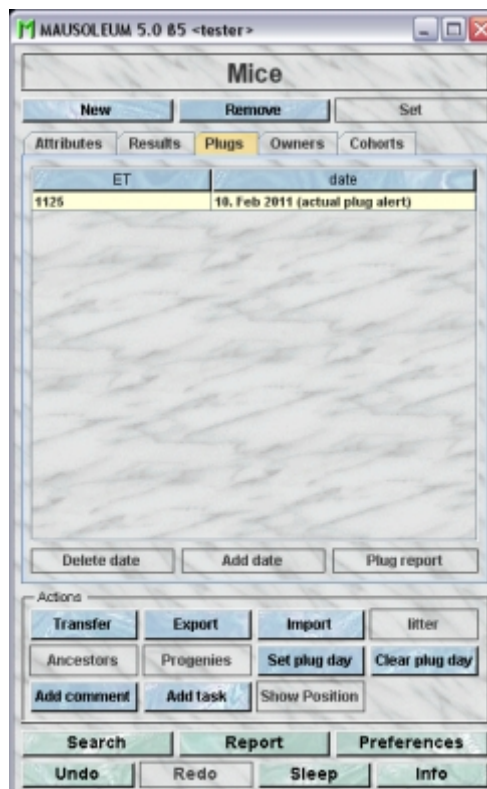 MAUSOLEUM 5.0 ß5 <tester>
Mice
New Remove Set
Attributes Results Plugs Owners Cohorts
ET date
1125 10. Feb 2011 (actual plug alert)
Delete date Add date Plug report
Actions
Transfer Export Import litter
Ancestors Progenies Set plug day Clear plug day
Add comment Add task Show Position
Search Report Preferences
Undo Redo Sleep Info